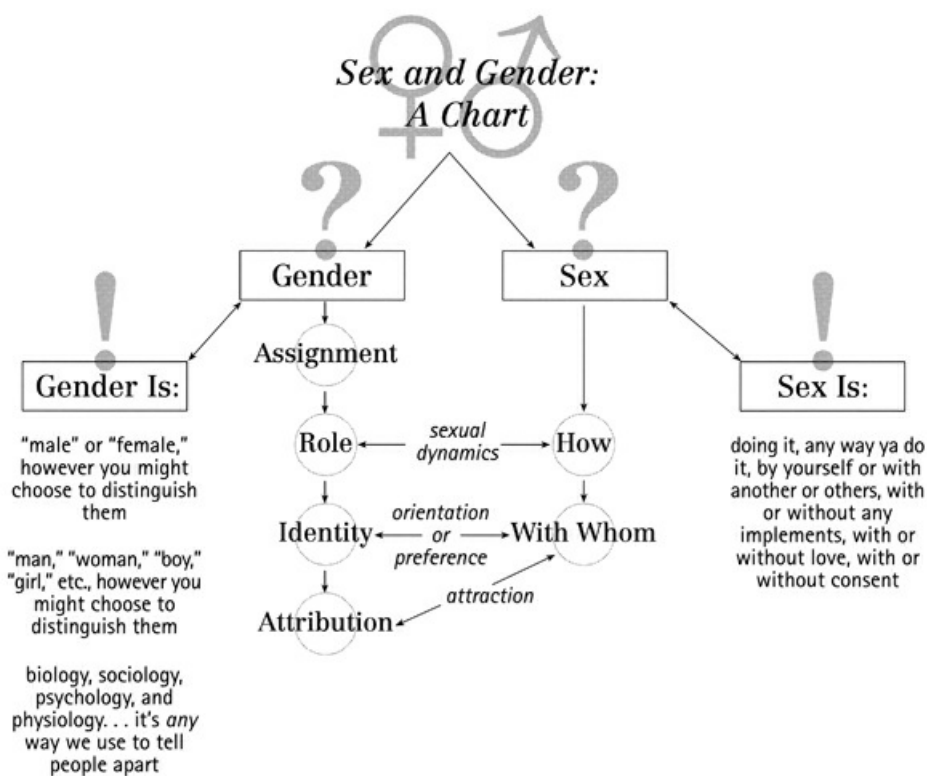 Sex and Gender:
A Chart
?
?
Gender
Sex
!
Gender Is:
“male” or “female,”
however you might
choose to distinguish
them
“man,” “woman,” “boy,”
“girl,” etc., however you
might choose to
distinguish them
biology, sociology,
psychology, and
physiology. . . it’s any
way we use to tell
people apart
Assignment
Role
sexual
dynamics
How
Identity
orientation
or
preference
With Whom
Attribution
attraction
!
Sex Is:
doing it, any way ya do
it, by yourself or with
another or others, with
or without any
implements, with or
without love, with or
without consent